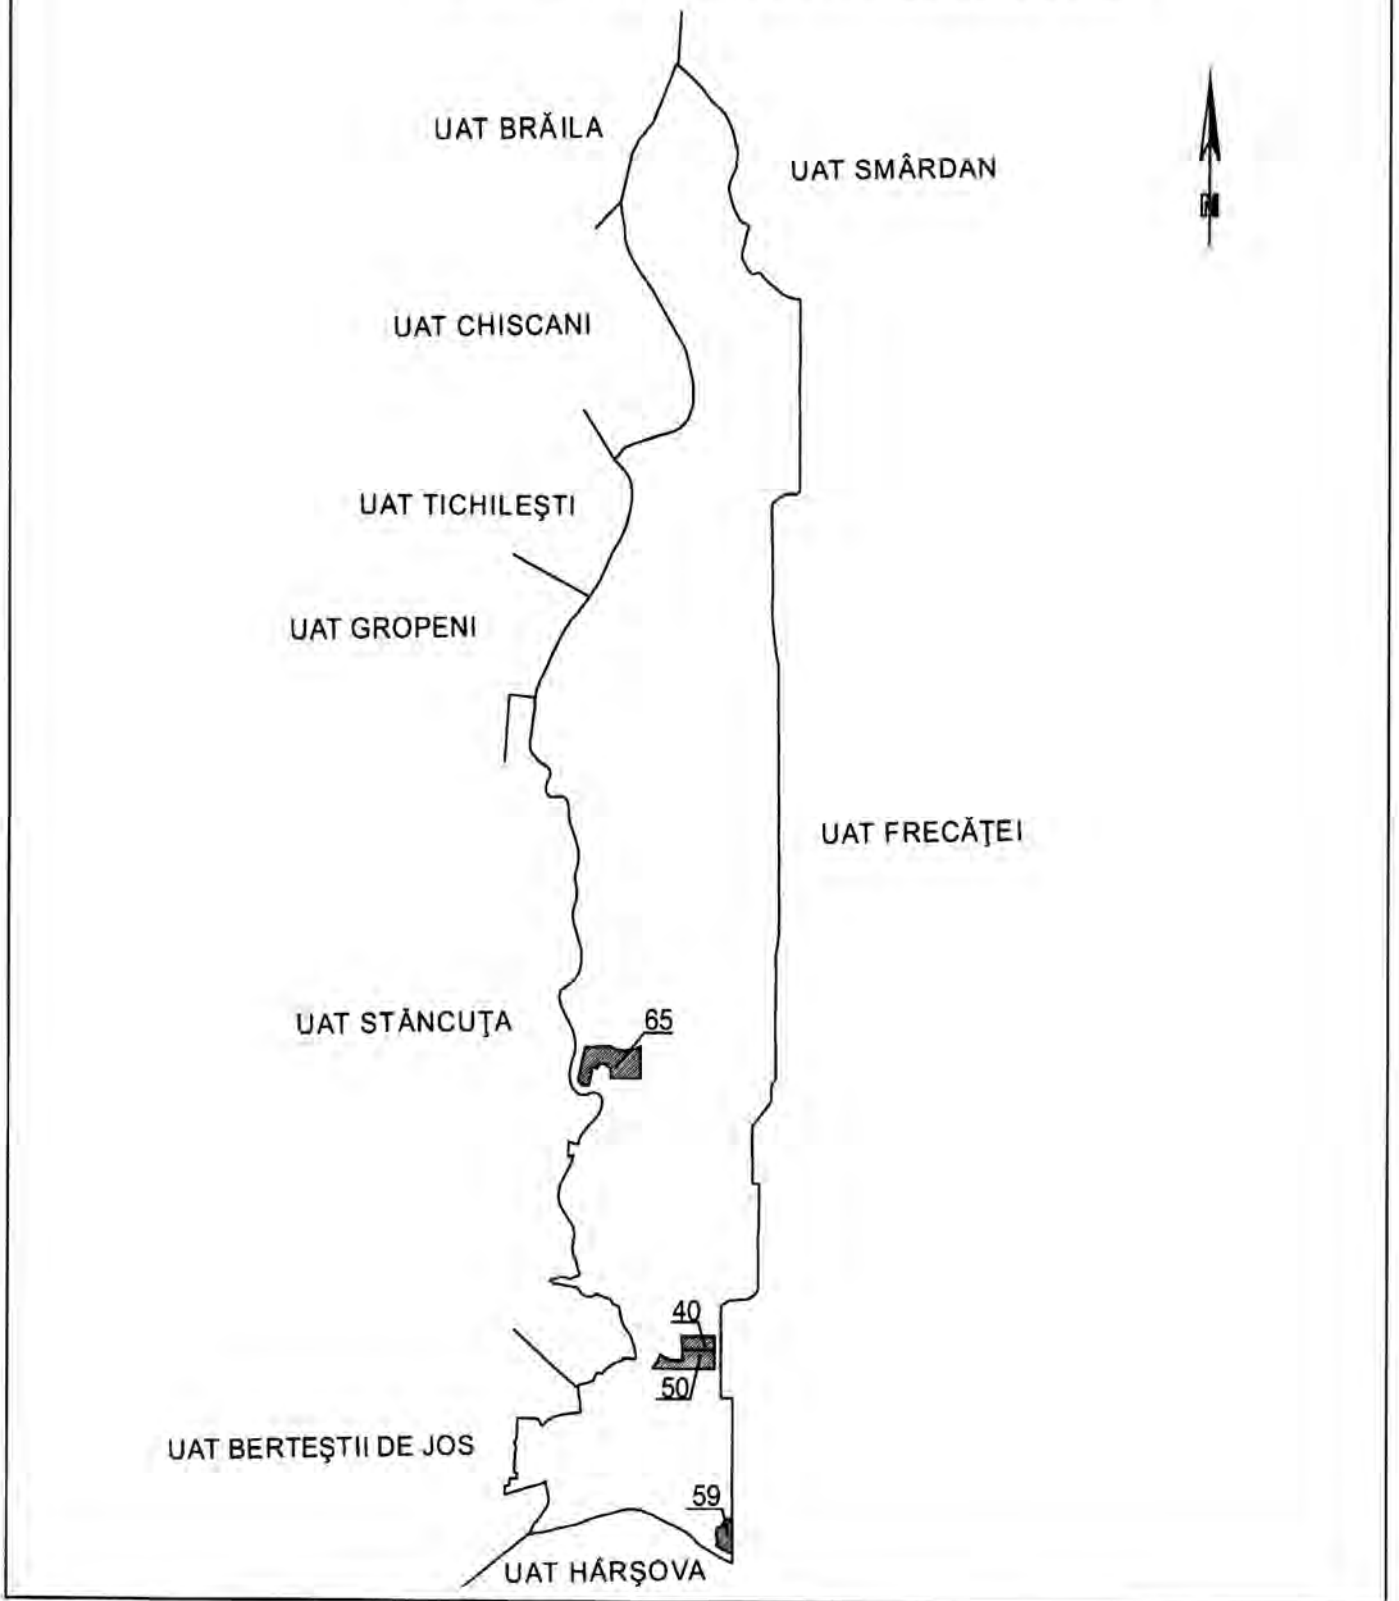 UAT BRĂILA
UAT SMÂRDAN
N
UAT CHISCANI
UAT TICHILEŞTI
UAT GROPENI
UAT FRECĂŢEI
UAT STĂNCUŢA
65
40
50
UAT BERTEŞTII DE JOS
59
UAT HÂRŞOVA